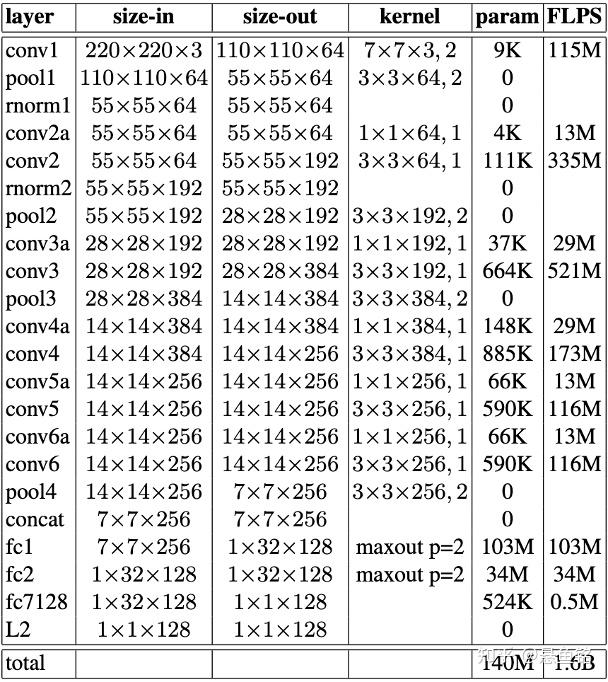 layer size-in size-out kernel param FLPS
conv1 220×220×3 110×110×64 7×7×3, 2 9K 115M
pool1 110×110×64 55×55×64 3×3×64, 2 0
rnorm1 55×55×64 55×55×64 0
conv2a 55×55×64 55×55×64 1×1×64, 1 4K 13M
conv2 55×55×64 55×55×192 3×3×64, 1 111K 335M
rnorm2 55×55×192 55×55×192 0
pool2 55×55×192 28×28×192 3×3×192, 2 0
conv3a 28×28×192 28×28×192 1×1×192, 1 37K 29M
conv3 28×28×192 28×28×384 3×3×192, 1 664K 521M
pool3 28×28×384 14×14×384 3×3×384, 2 0
conv4a 14×14×384 14×14×384 1×1×384, 1 148K 29M
conv4 14×14×384 14×14×256 3×3×384, 1 885K 173M
conv5a 14×14×256 14×14×256 1×1×256, 1 66K 13M
conv5 14×14×256 14×14×256 3×3×256, 1 590K 116M
conv6a 14×14×256 14×14×256 1×1×256, 1 66K 13M
conv6 14×14×256 14×14×256 3×3×256, 1 590K 116M
pool4 14×14×256 7×7×256 3×3×256, 2 0
concat 7×7×256 7×7×256 0
fc1 7×7×256 1×32×128 maxout p=2 103M 103M
fc2 1×32×128 maxout p=2 34M 34M
fc7128 1×32×128 1×1×128 524K 0.5M
L2 1×1×128 1×1×128 0
total 140M 1.6B